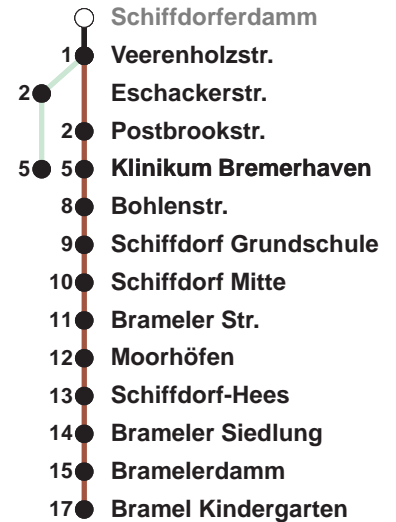 Schiffdorferdamm
1 Veerenholzstr.
2 Eschackerstr.
2 Postbrookstr.
5 5 Klinikum Bremerhaven
8 Bohlenstr.
9 Schiffdorf Grundschule
10 Schiffdorf Mitte
11 Brameler Str.
12 Moorhöfen
13 Schiffdorf-Hees
14 Brameler Siedlung
15 Bramelerdamm
17 Bramel Kindergarten